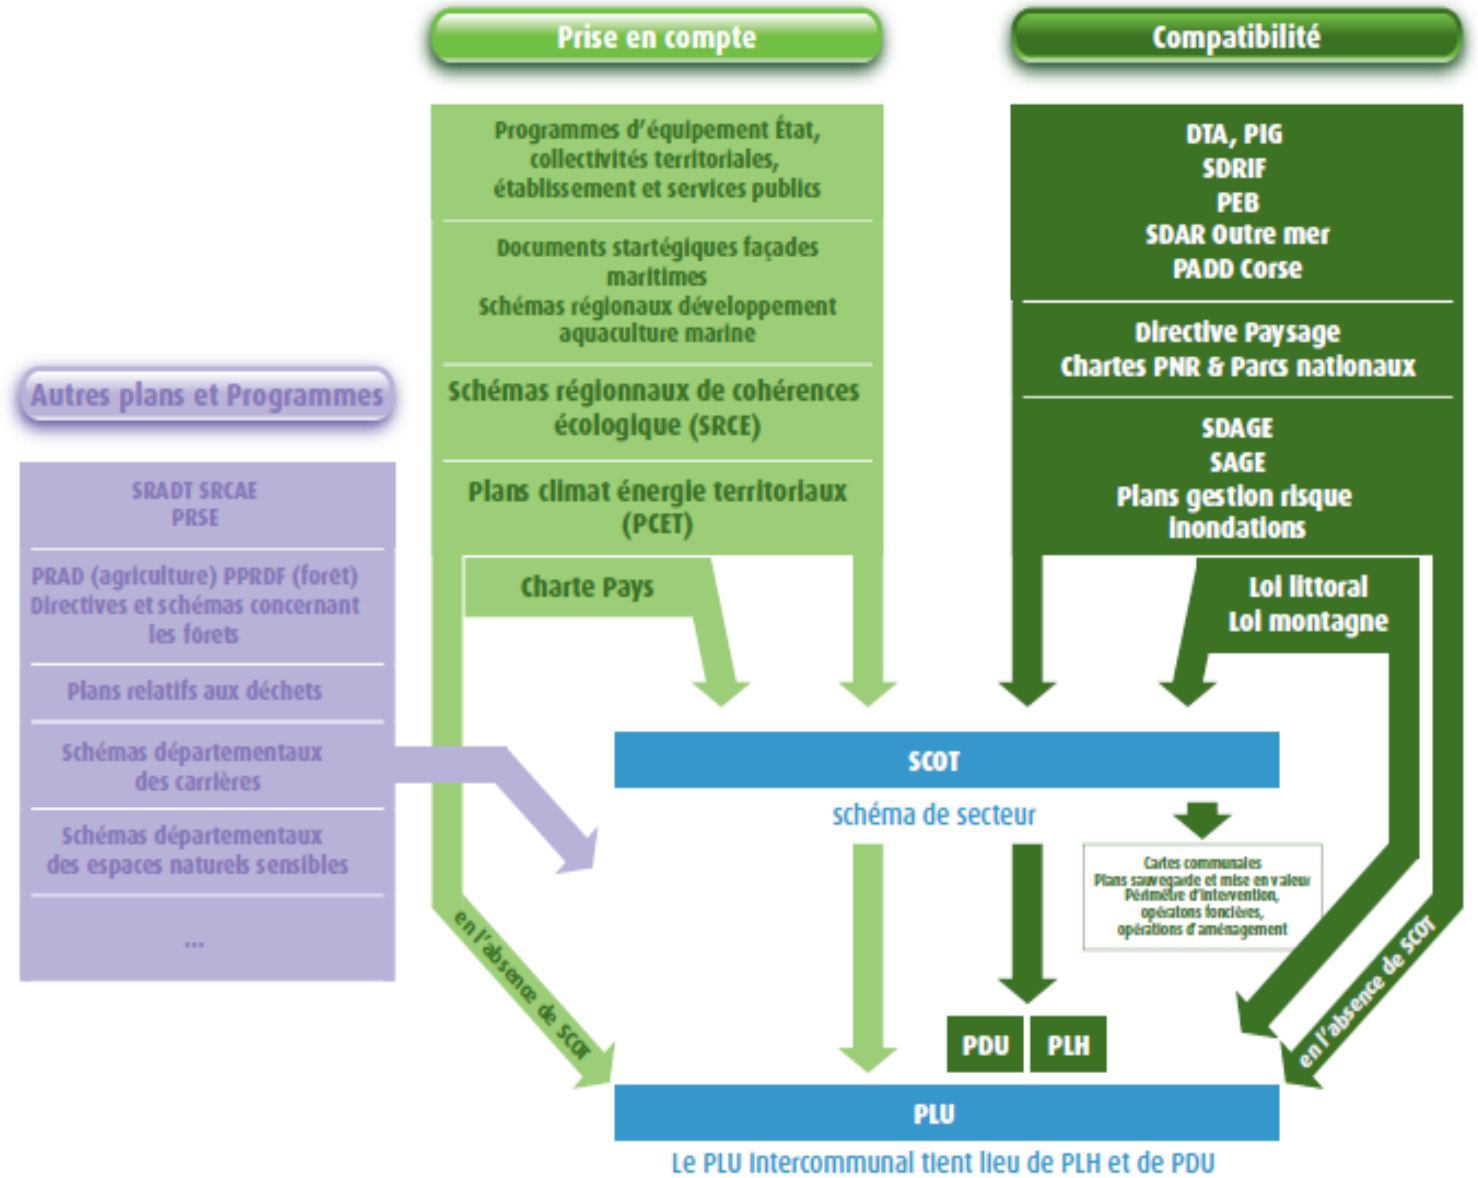 Prise en compte
Compatibilité
Programmes d'équipement État,
collectivités territoriales,
établissement et services publics
Documents startégiques façades
maritimes
Schémas régionaux développement
aquaculture marine
Schémas régionnaux de cohérences
écologique (SRCE)
Plans climat énergie territoriaux
(PCET)
Charte Pays
DTA, PIG
SDRIF
PEB
SDAR Outre mer
PADD Corse
Directive Paysage
Chartes PNR & Parcs nationaux
SDAGE
SAGE
Plans gestion risque
Inondations
Loi littoral
Loi montagne
Autres plans et Programmes
SRADT SRCAE
PRSE
PRAD (agriculture) PPRDF (forêt)
Directives et schémas concernant
les fôrets
Plans relatifs aux déchets
Schémas départementaux
des carrières
Schémas départementaux
des espaces naturels sensibles
...
SCOT
schéma de secteur
Cartes communales
Plans sauvegarde et mise en valeur
Périmètre d'intervention,
opératons foncières,
opérations d'aménagement
en l'absence de SCOT
en l'absence de SCOT
PDU
PLH
PLU
Le PLU intercommunal tient lieu de PLH et de PDU